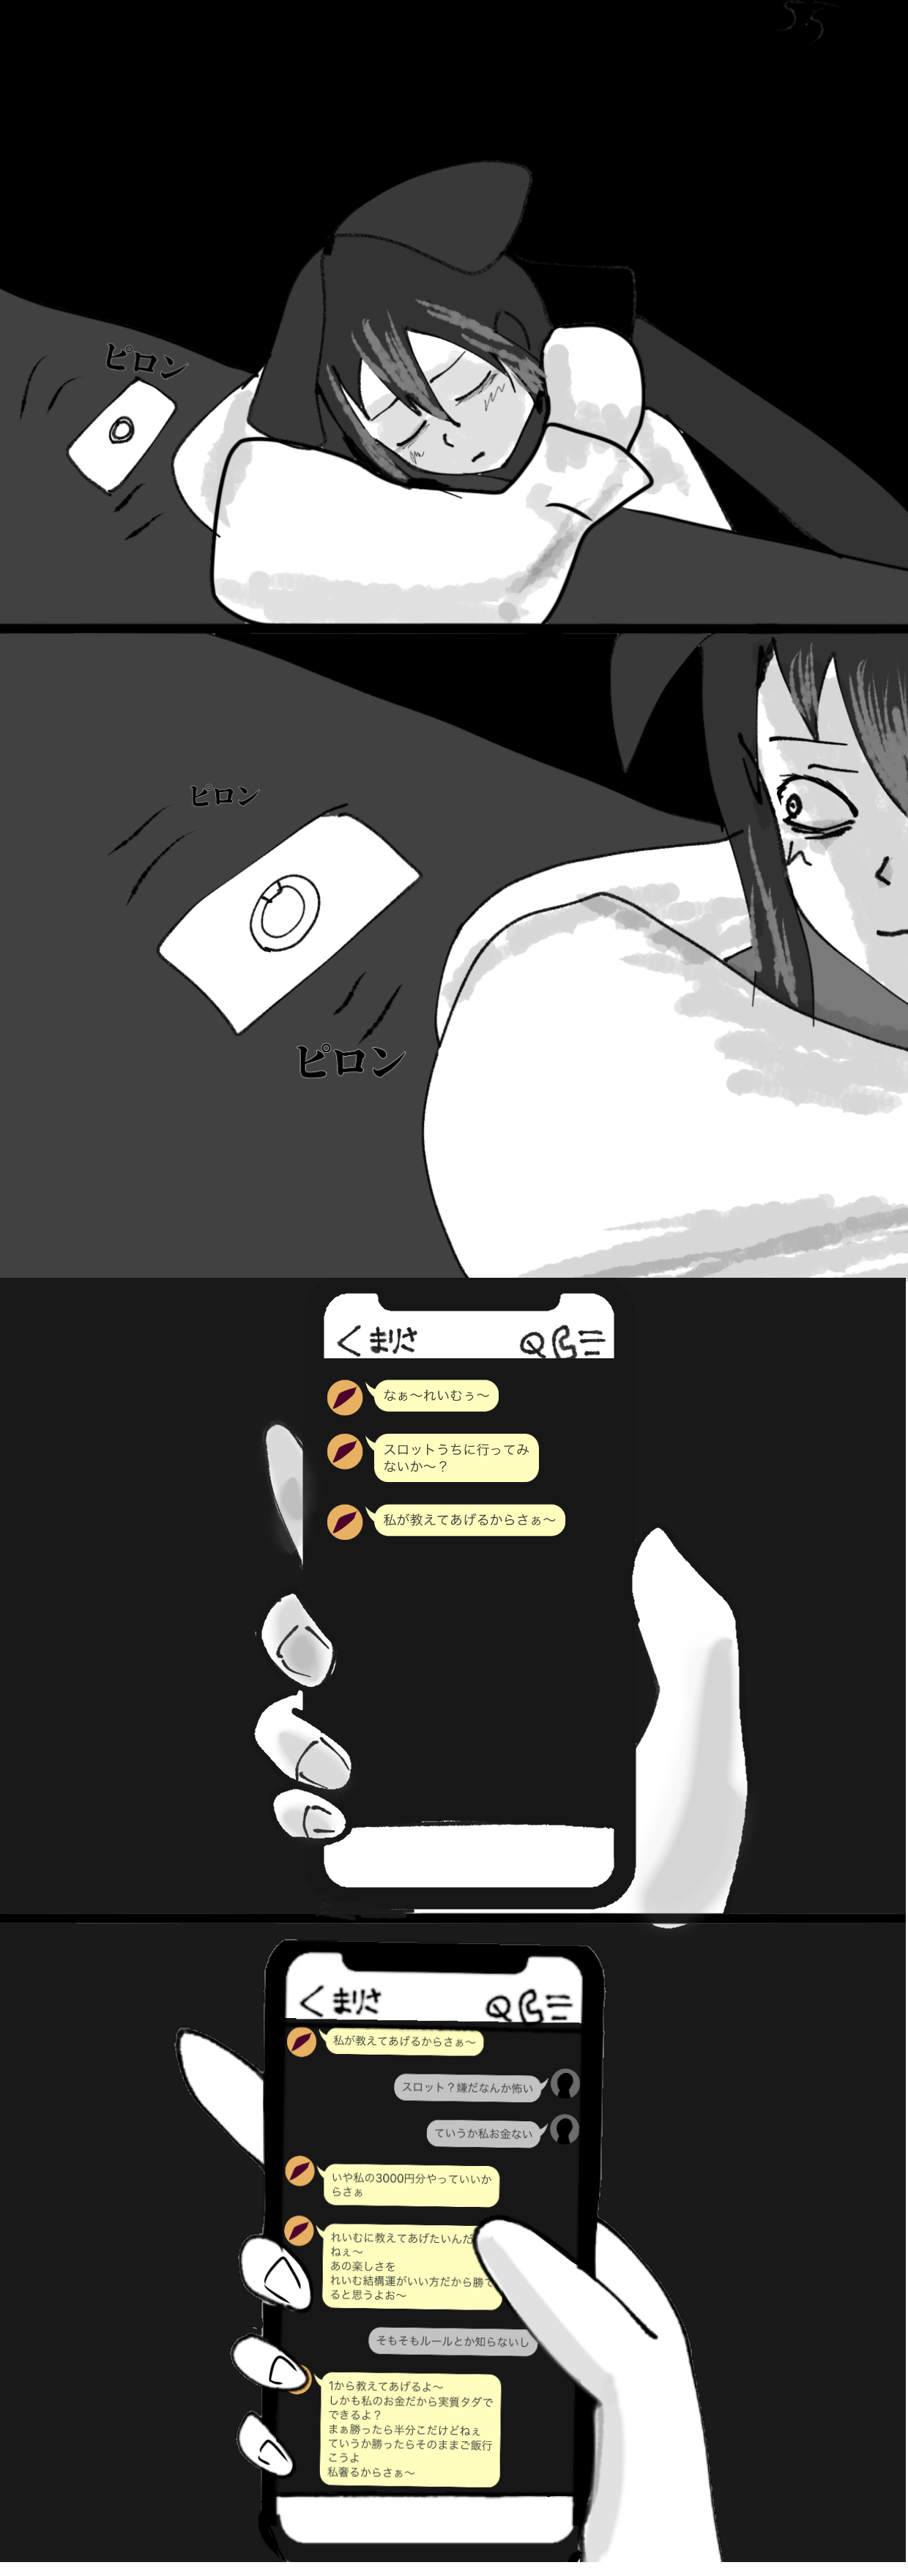 ピロン
ピロン
ピロン
く まりさ
なぁ〜れいむぅ〜
スロットうちに行ってみ
ないか〜？
私が教えてあげるからさぁ〜
く まりさ
私が教えてあげるからさぁ〜
スロット？嫌だなんか怖い
ていうか私お金ない
いや私の3000円分やっていいか
らさぁ
れいむに教えてあげたいんだ
ねぇ〜
あの楽しさを
れいむ結構運がいい方だから勝て
ると思うよお〜
そもそもルールとか知らないし
1から教えてあげるよ〜
しかも私のお金だから実質タダで
できるよ？
まぁ勝ったら半分こだけどねぇ
ていうか勝ったらそのままご飯行
こうよ
私奢るからさぁ〜